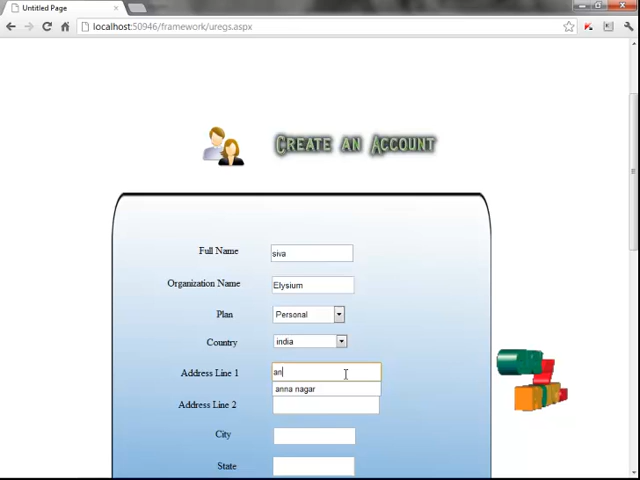 Untitled Page
localhost:50946/framework/uregs.aspx
CREATE AN ACCOUNT
Full Name siva
Organization Name Elysium
Plan Personal
Country india
Address Line 1 an
anna nagar
Address Line 2
City
State